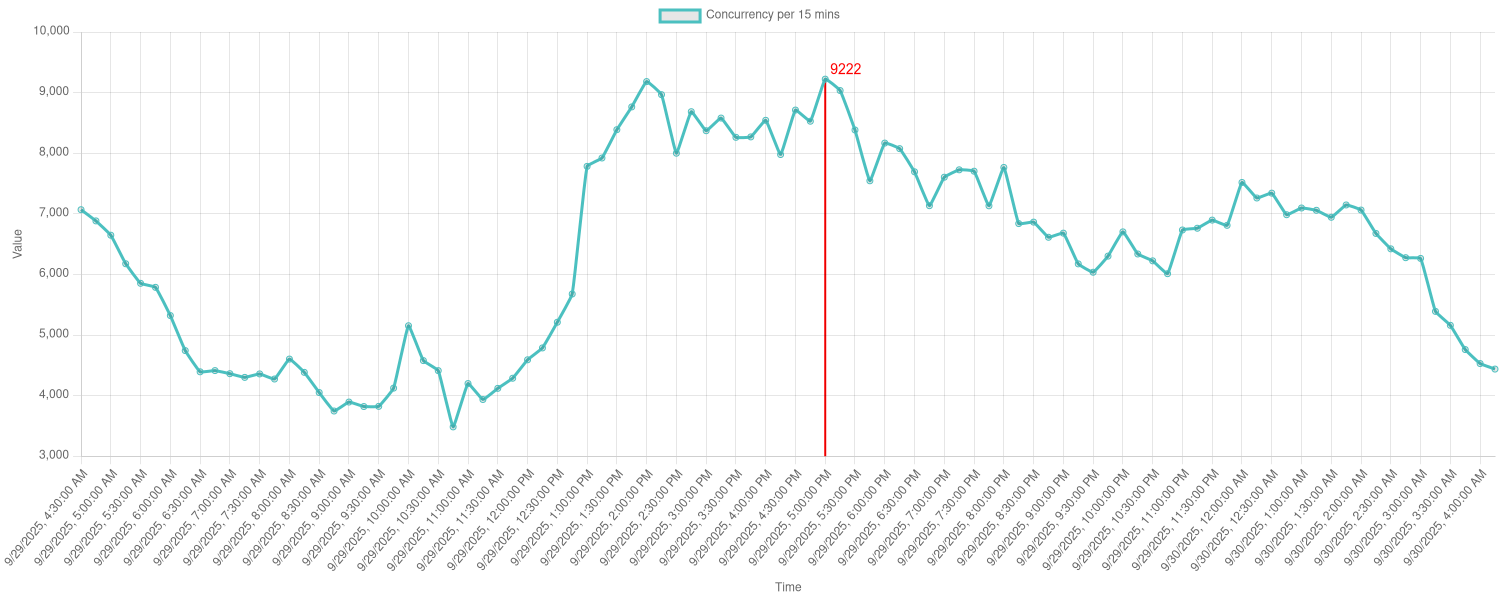 Concurrency per 15 mins
10,000
9,000
8,000
7,000
6,000
5,000
4,000
3,000
Value
9222
9/29/2025, 4:30:00 AM
9/29/2025, 5:00:00 AM
9/29/2025, 5:30:00 AM
9/29/2025, 6:00:00 AM
9/29/2025, 6:30:00 AM
9/29/2025, 7:00:00 AM
9/29/2025, 7:30:00 AM
9/29/2025, 8:00:00 AM
9/29/2025, 8:30:00 AM
9/29/2025, 9:00:00 AM
9/29/2025, 9:30:00 AM
9/29/2025, 10:00:00 AM
9/29/2025, 10:30:00 AM
9/29/2025, 11:00:00 AM
9/29/2025, 11:30:00 AM
9/29/2025, 12:00:00 PM
9/29/2025, 12:30:00 PM
9/29/2025, 1:00:00 PM
9/29/2025, 1:30:00 PM
9/29/2025, 2:00:00 PM
9/29/2025, 2:30:00 PM
9/29/2025, 3:00:00 PM
9/29/2025, 3:30:00 PM
9/29/2025, 4:00:00 PM
9/29/2025, 4:30:00 PM
9/29/2025, 5:00:00 PM
9/29/2025, 5:30:00 PM
9/29/2025, 6:00:00 PM
9/29/2025, 6:30:00 PM
9/29/2025, 7:00:00 PM
9/29/2025, 7:30:00 PM
9/29/2025, 8:00:00 PM
9/29/2025, 8:30:00 PM
9/29/2025, 9:00:00 PM
9/29/2025, 9:30:00 PM
9/29/2025, 10:00:00 PM
9/29/2025, 10:30:00 PM
9/29/2025, 11:00:00 PM
9/29/2025, 11:30:00 PM
9/30/2025, 12:00:00 AM
9/30/2025, 12:30:00 AM
9/30/2025, 1:00:00 AM
9/30/2025, 1:30:00 AM
9/30/2025, 2:00:00 AM
9/30/2025, 2:30:00 AM
9/30/2025, 3:00:00 AM
9/30/2025, 3:30:00 AM
9/30/2025, 4:00:00 AM
Time